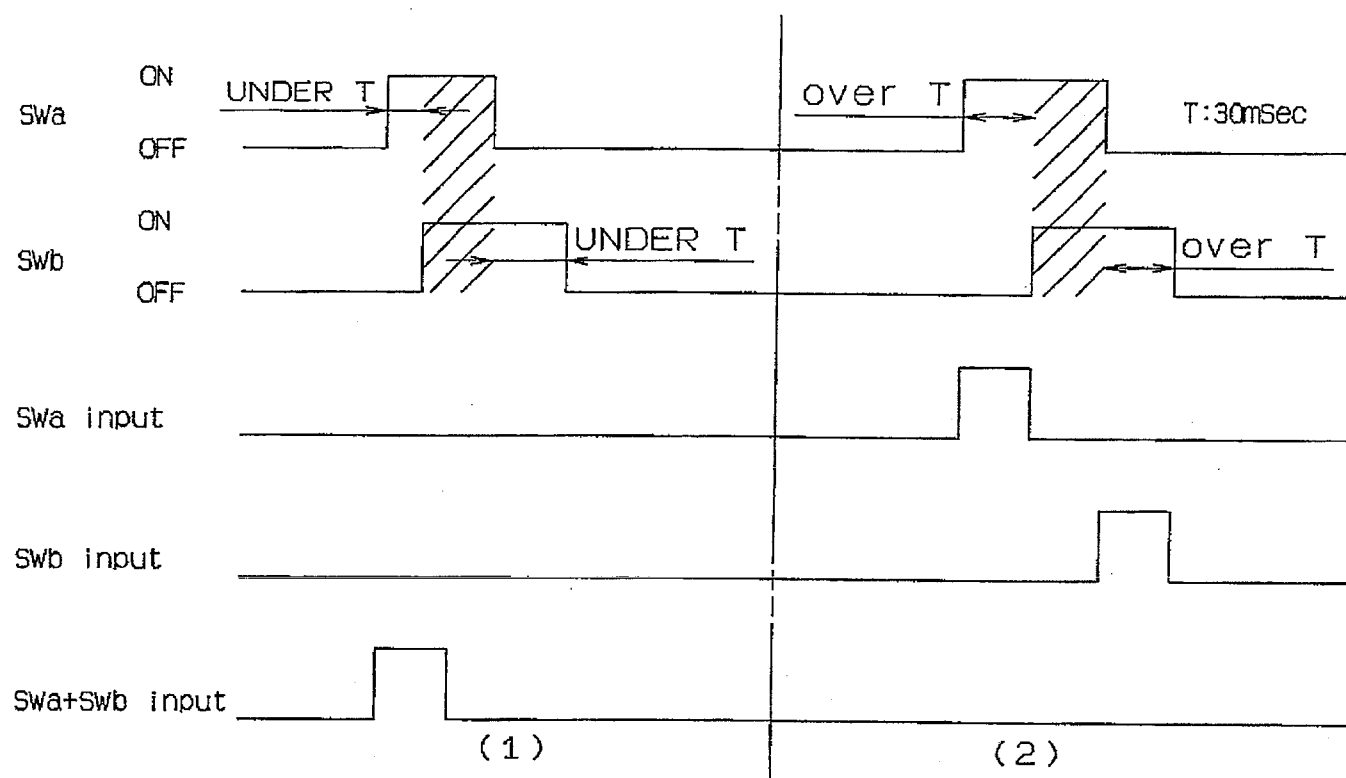 ON
UNDER T
over T
SWa
T:30mSec
OFF
ON
UNDER T
SWb
over T
OFF
SWa input
SWb input
SWa+SWb input
(1)
(2)